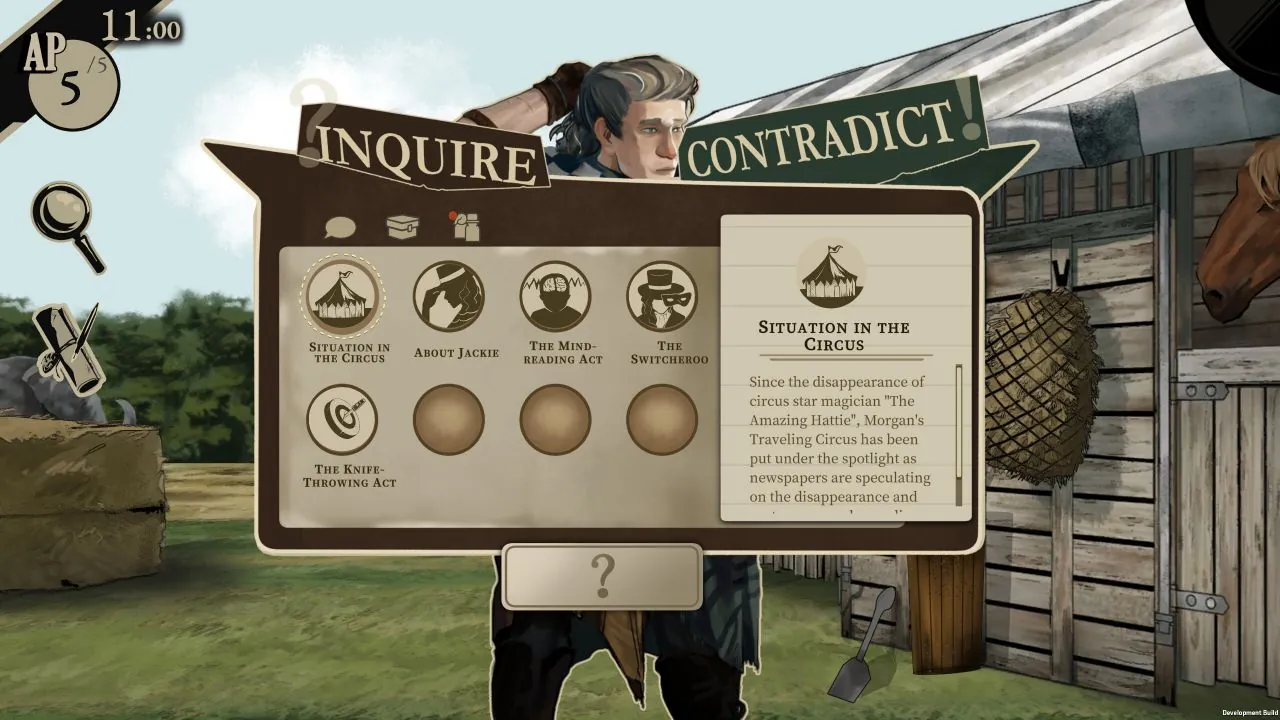 11:00
AP
5/5
INQUIRE
CONTRADICT
SITUATION IN
THE CIRCUS
ABOUT JACKIE
THE MIND-
READING ACT
THE
SWITCHEROO
THE KNIFE-
THROWING ACT
SITUATION IN THE
CIRCUS
Since the disappearance of
circus star magician "The
Amazing Hattie", Morgan's
Traveling Circus has been
put under the spotlight as
newspapers are speculating
on the disappearance and
?
Development Build